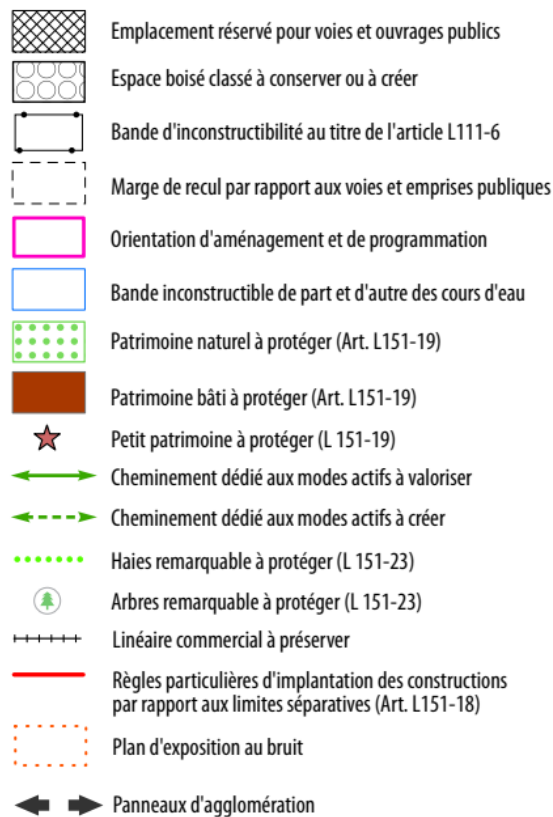 Emplacement réservé pour voies et ouvrages publics
Espace boisé classé à conserver ou à créer
Bande d'inconstructibilité au titre de l'article L111-6
Marge de recul par rapport aux voies et emprises publiques
Orientation d'aménagement et de programmation
Bande inconstructible de part et d'autre des cours d'eau
Patrimoine naturel à protéger (Art. L151-19)
Patrimoine bâti à protéger (Art. L151-19)
Petit patrimoine à protéger (L 151-19)
Cheminement dédié aux modes actifs à valoriser
Cheminement dédié aux modes actifs à créer
Haies remarquable à protéger (L 151-23)
Arbres remarquable à protéger (L 151-23)
Linéaire commercial à préserver
Règles particulières d'implantation des constructions
par rapport aux limites séparatives (Art. L151-18)
Plan d'exposition au bruit
Panneaux d'agglomération